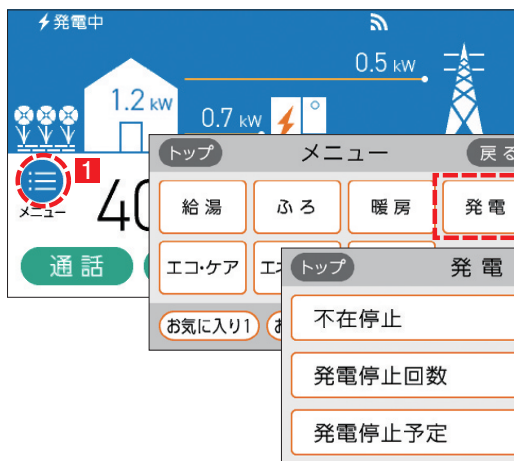 発電中
0.5 kW
1.2 kW
0.7 kW
1
メニュー
40
通話
トップ
メニュー
戻る
給湯
ふろ
暖房
発電
エコ・ケア
エネ
お気に入り1
お
トップ
発電
不在停止
発電停止回数
発電停止予定